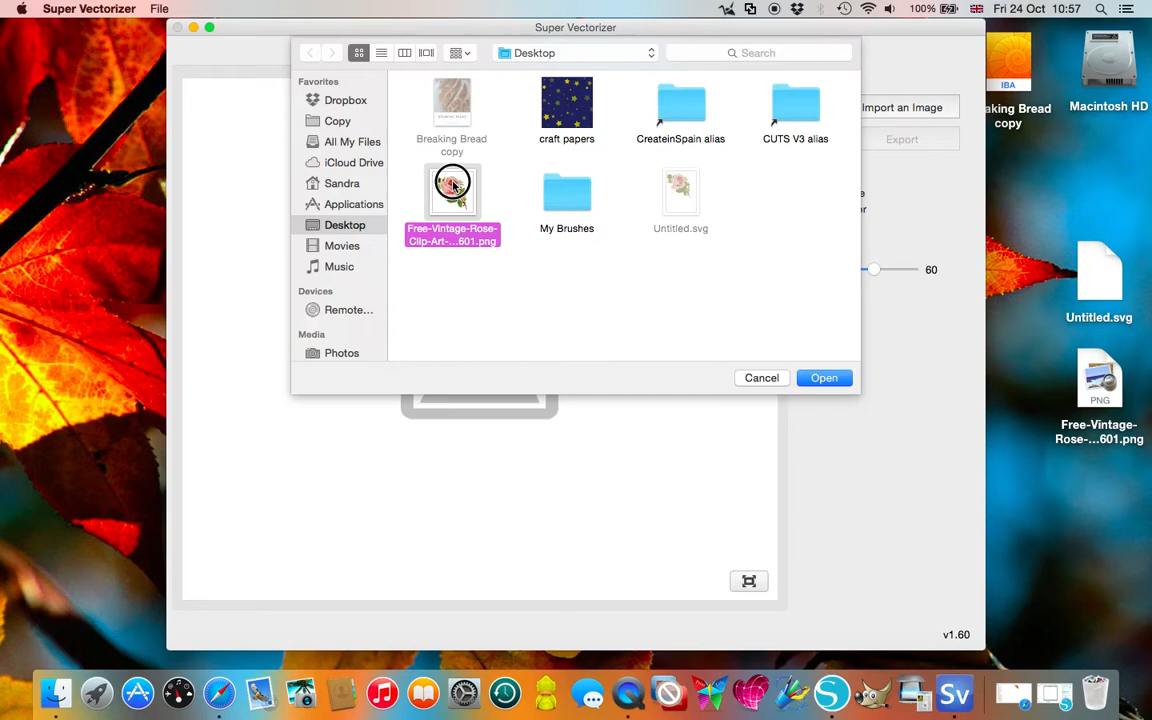 Super Vectorizer File 100% Fri 24 Oct 10:57
Super Vectorizer
Desktop Search
Favorites
Dropbox
Copy
All My Files
iCloud Drive
Sandra
Applications
Desktop
Movies
Music
Devices
Remote...
Media
Photos
BREAKING BREAD
Breaking Bread
copy
craft papers
CreateinSpain alias
CUTS V3 alias
Free-Vintage-Rose-
Clip-Art-...601.png
My Brushes
Untitled.svg
Cancel Open
Import an Image
Export
60
v1.60
IBA
aking Bread
copy
Macintosh HD
Untitled.svg
PNG
Free-Vintage-
Rose-...601.png
Sv